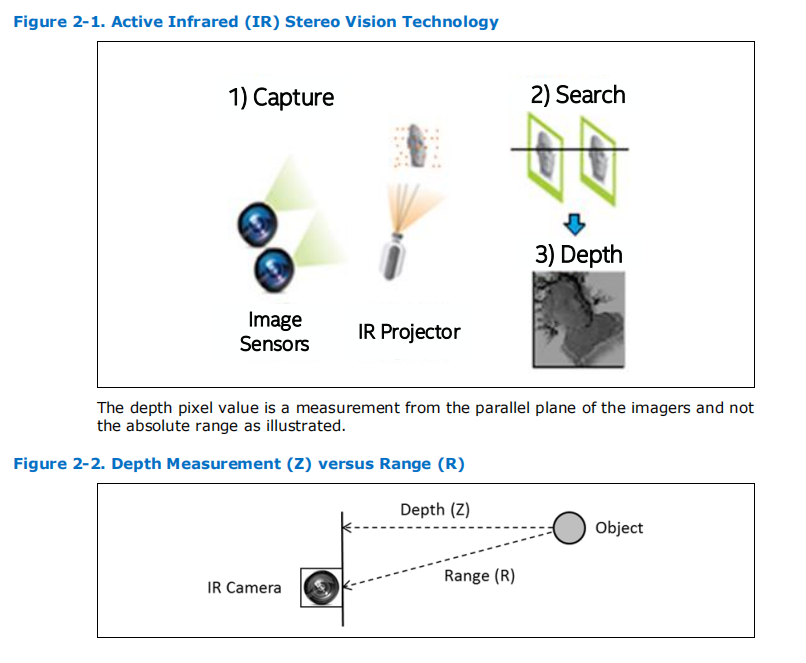 Figure 2-1. Active Infrared (IR) Stereo Vision Technology
1) Capture
2) Search
3) Depth
Image
Sensors
IR Projector
The depth pixel value is a measurement from the parallel plane of the imagers and not
the absolute range as illustrated.
Figure 2-2. Depth Measurement (Z) versus Range (R)
Depth (Z)
Object
Range (R)
IR Camera